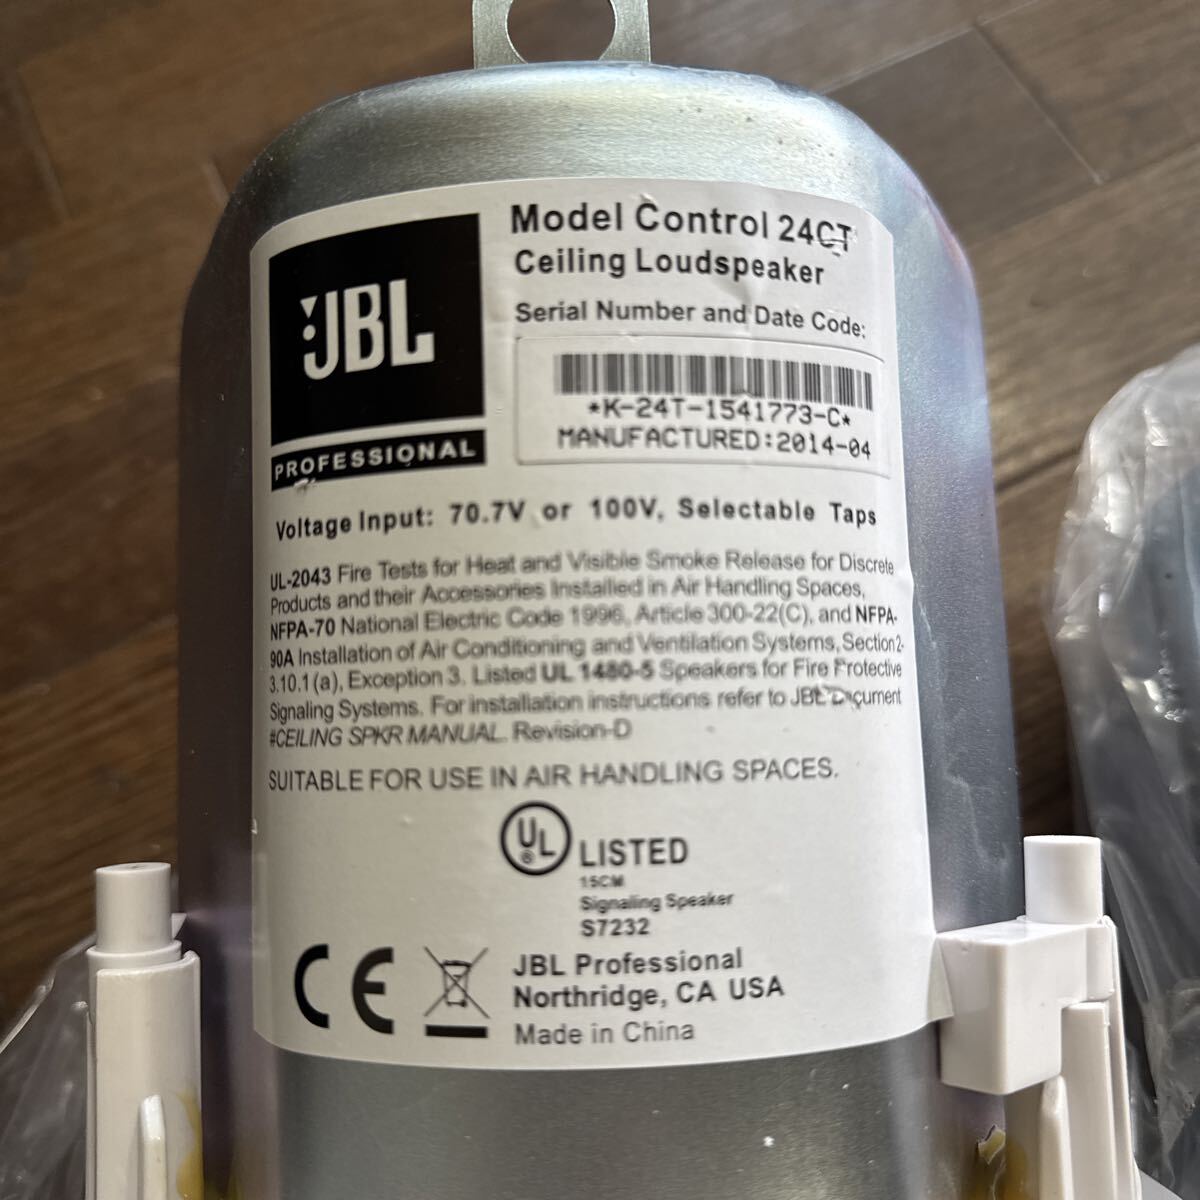 JBL
PROFESSIONAL
Model Control 24CT
Ceiling Loudspeaker
Serial Number and Date Code:
*K-24T-1541773-C*
MANUFACTURED:2014-04
Voltage Input: 70.7V or 100V, Selectable Taps
UL-2043 Fire Tests for Heat and Visible Smoke Release for Discrete
Products and their Accessories Installed in Air Handling Spaces,
NFPA-70 National Electric Code 1996, Article 300-22(C), and NFPA-
90A Installation of Air Conditioning and Ventilation Systems, Section 2-
3.10.1(a), Exception 3. Listed UL 1480-5 Speakers for Fire Protective
Signaling Systems. For installation instructions refer to JBL Document
#CEILING SPKR MANUAL. Revision-D
SUITABLE FOR USE IN AIR HANDLING SPACES.
UL ®
LISTED
15CM
Signaling Speaker
S7232
CE
JBL Professional
Northridge, CA USA
Made in China